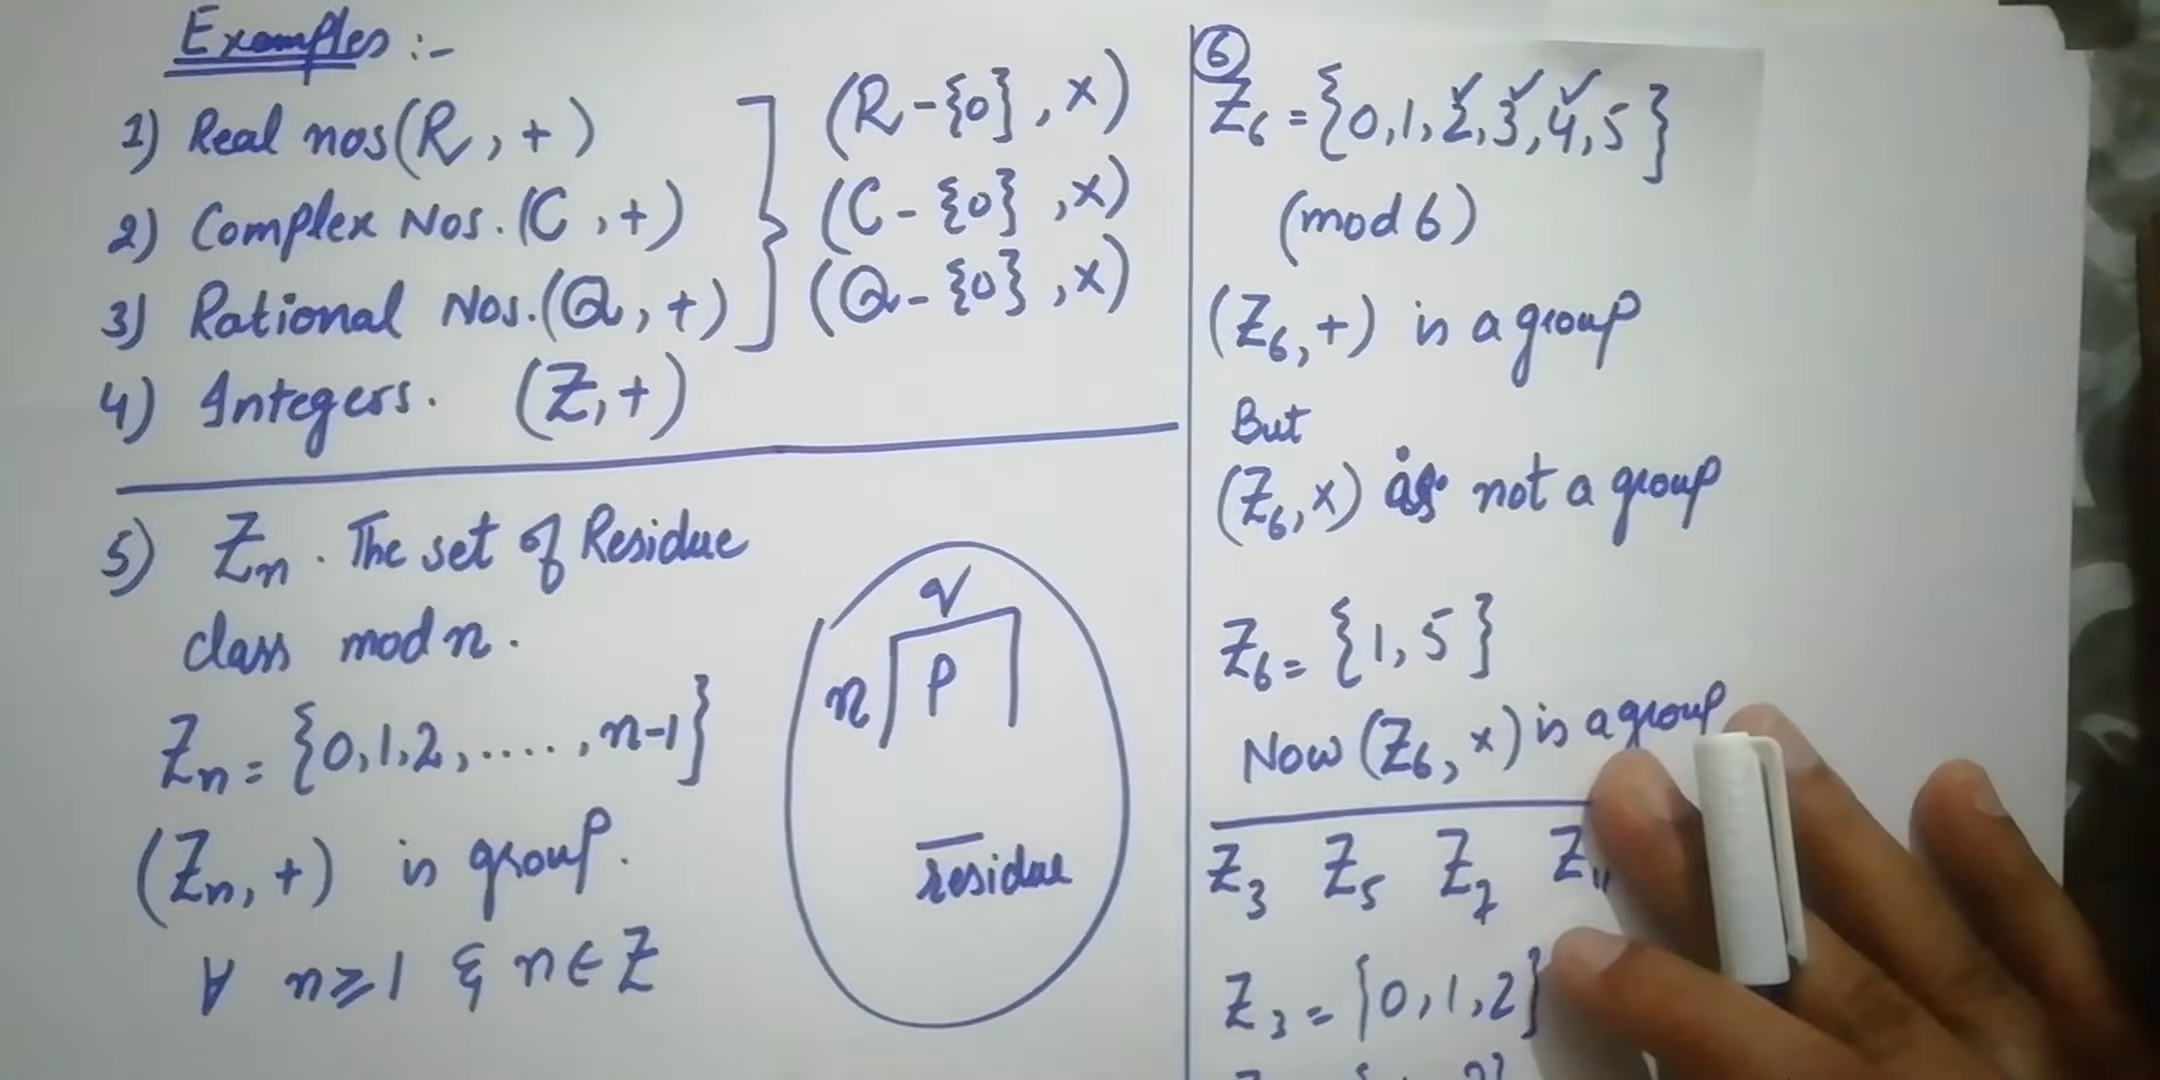 Examples :-
1) Real nos (R, +)
2) Complex Nos. (C, +)
3) Rational Nos. (Q, +)
4) Integers. (Z, +)
(R - {0}, x)
(C - {0}, x)
(Q - {0}, x)
5) Zn. The set of Residue
class mod n.
Zn = {0,1,2,....,n-1}
(Zn, +) is group.
∀ n ≥ 1 & n ∈ Z
q
n P
residue
6
Z6 = {0,1,2,3,4,5}
(mod 6)
(Z6, +) is a group
But
(Z6, x) is not a group
Z6 = {1,5}
Now (Z6, x) is a group
Z3 Z5 Z7 Z11
Z3 = {0,1,2}